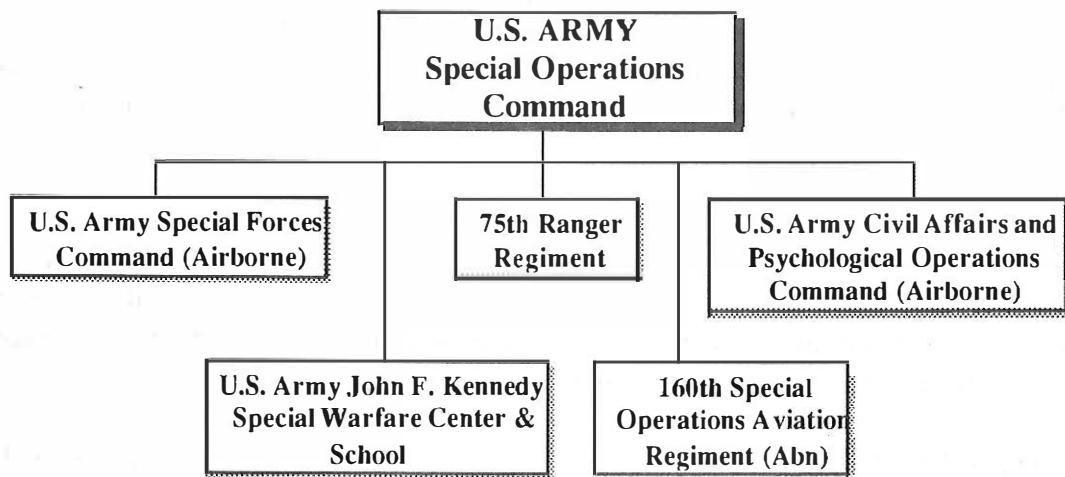 U.S. ARMY
Special Operations
Command
U.S. Army Special Forces
Command (Airborne)
75th Ranger
Regiment
U.S. Army Civil Affairs and
Psychological Operations
Command (Airborne)
U.S. Army John F. Kennedy
Special Warfare Center &
School
160th Special
Operations Aviation
Regiment (Abn)